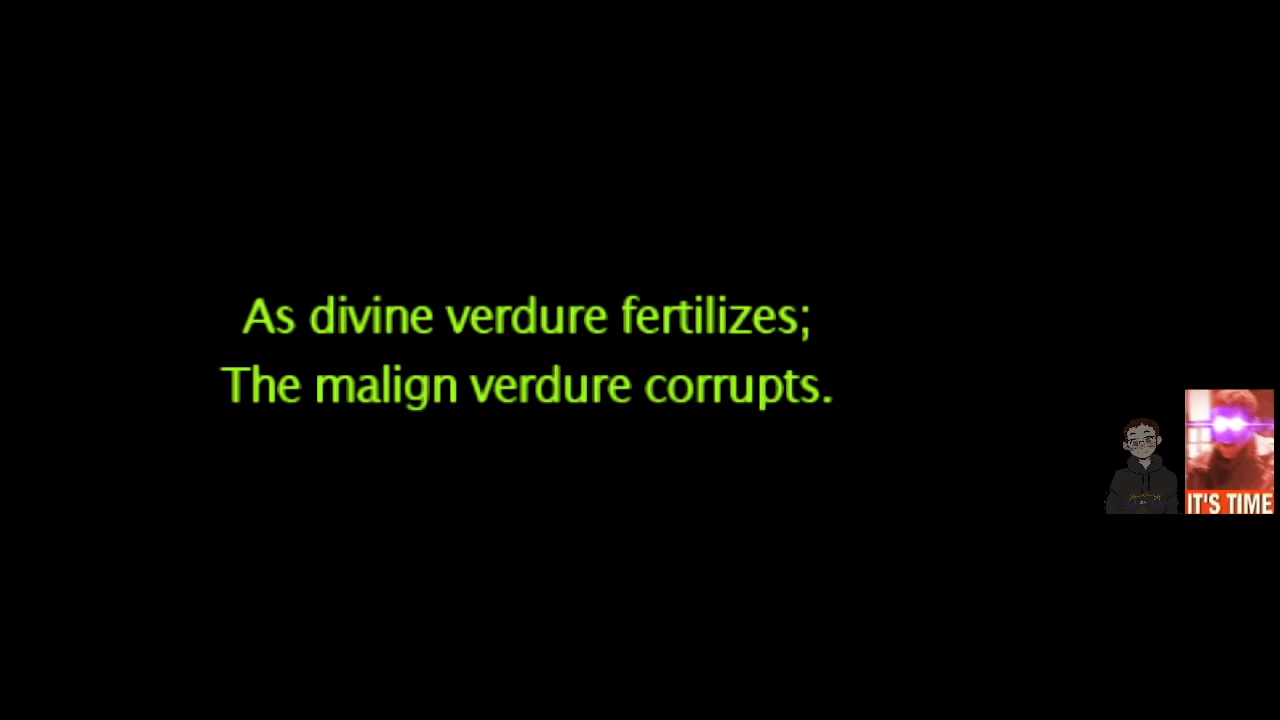 As divine verdure fertilizes;
The malign verdure corrupts.
IT'S TIME